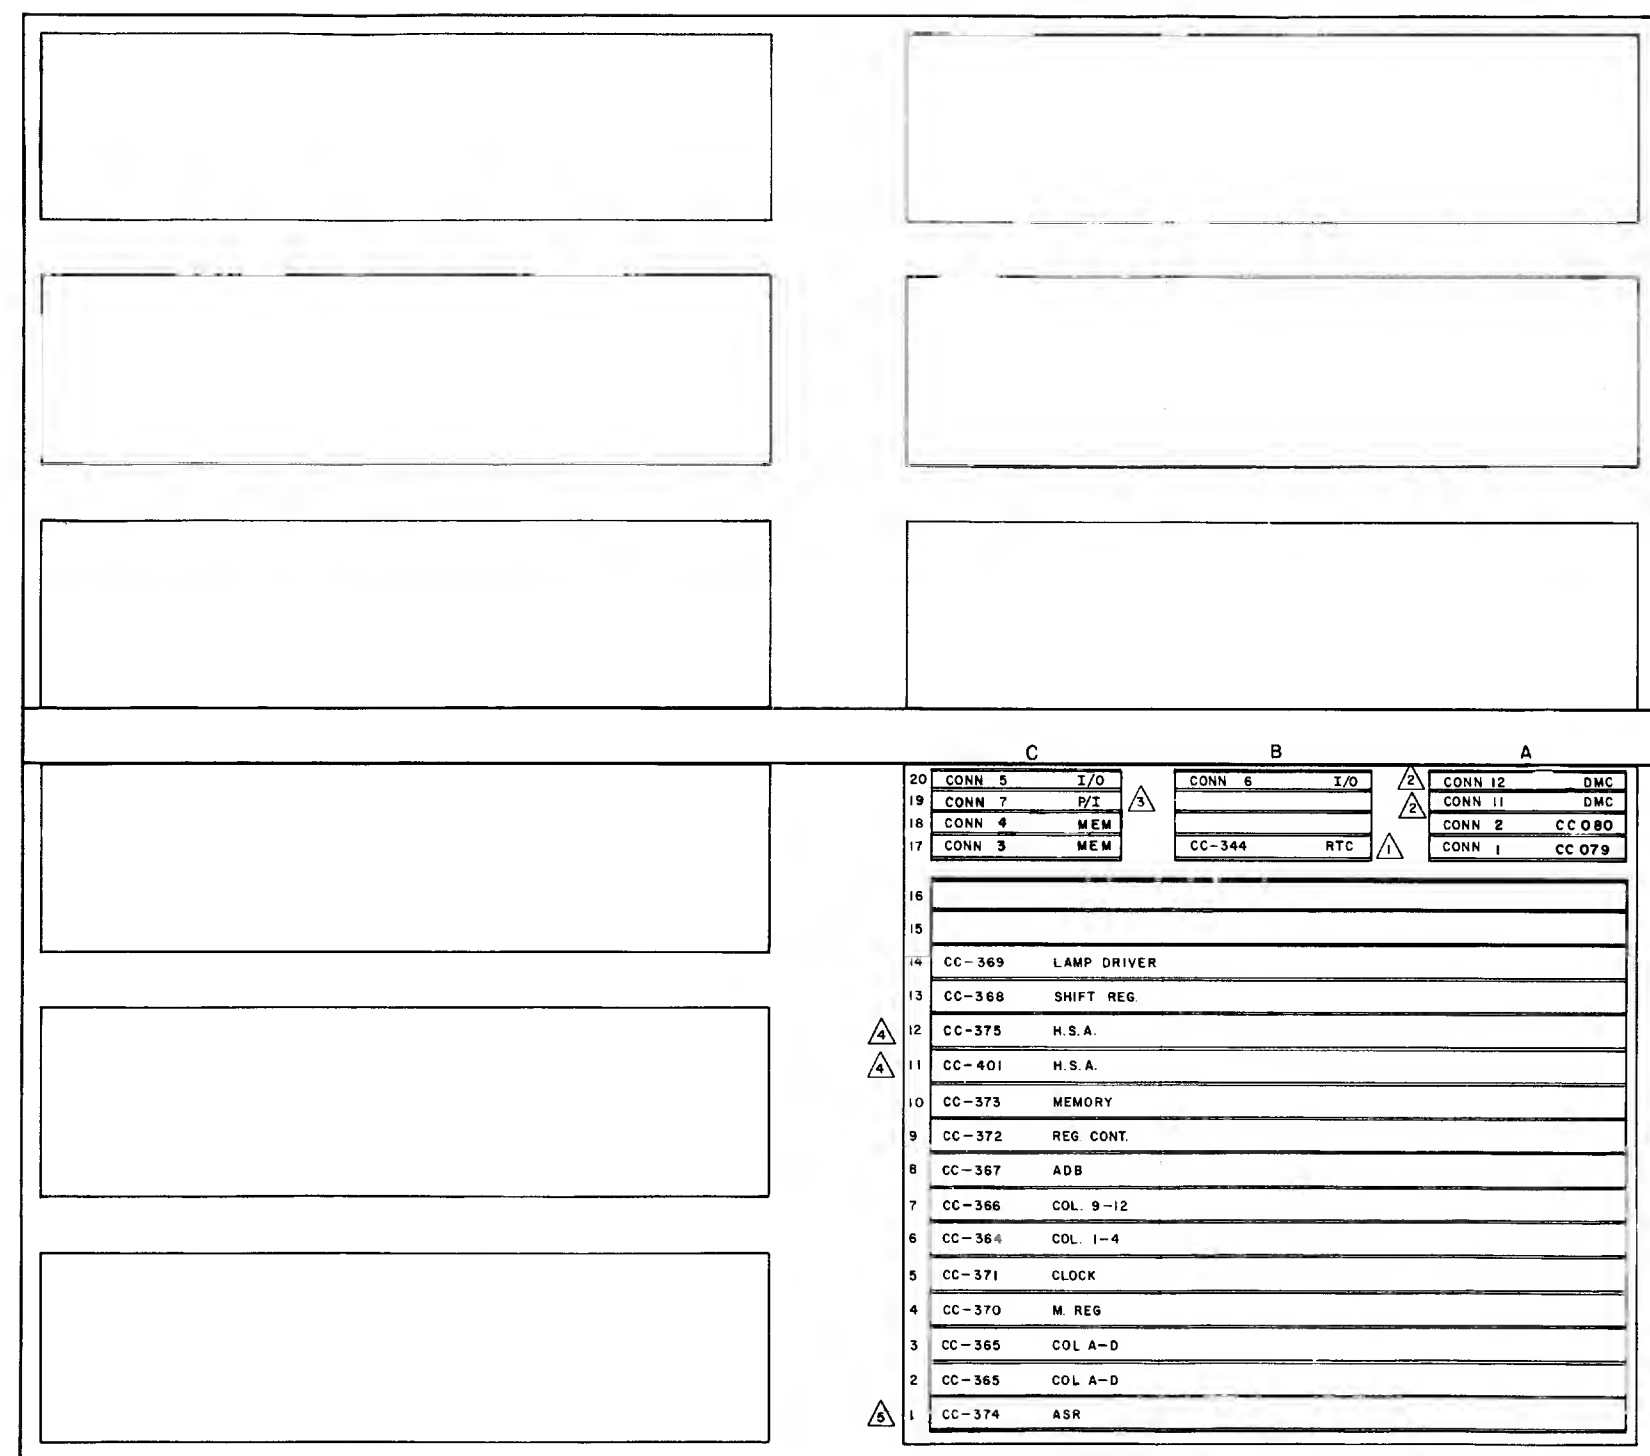 C B A
20 CONN 5 I/O CONN 6 I/O 2 CONN 12 DMC
19 CONN 7 P/I 3 2 CONN 11 DMC
18 CONN 4 MEM CONN 2 CC 080
17 CONN 3 MEM CC-344 RTC 1 CONN 1 CC 079
16
15
14 CC-369 LAMP DRIVER
13 CC-368 SHIFT REG.
4 12 CC-375 H.S.A.
4 11 CC-401 H.S.A.
10 CC-373 MEMORY
9 CC-372 REG. CONT.
8 CC-367 ADB
7 CC-366 COL. 9-12
6 CC-364 COL. 1-4
5 CC-371 CLOCK
4 CC-370 M. REG
3 CC-365 COL A-D
2 CC-365 COL A-D
5 1 CC-374 ASR